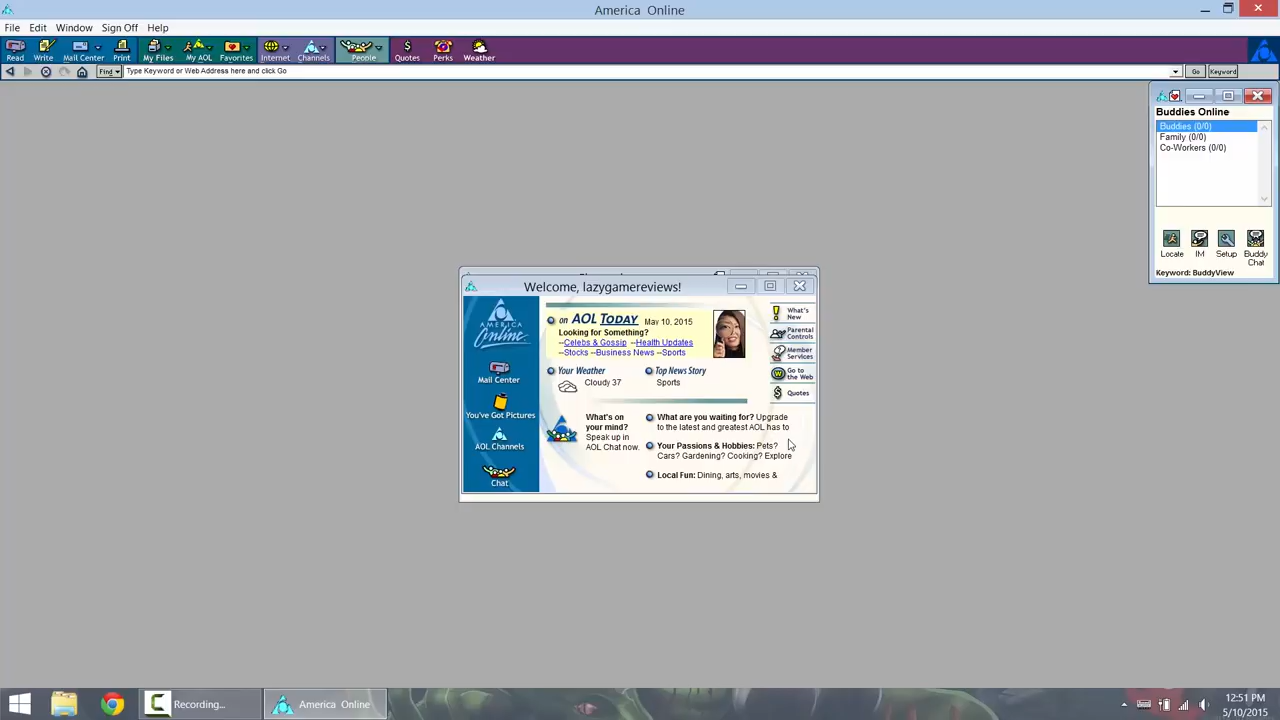 America Online
File Edit Window Sign Off Help
Read Write Mail Center Print My Files My AOL Favorites Internet Channels People Quotes Perks Weather
Find Type Keyword or Web Address here and click Go Go Keyword
Buddies Online
Buddies (0/0)
Family (0/0)
Co-Workers (0/0)
Locate IM Setup Buddy Chat
Keyword: BuddyView
Welcome, lazygamereviews!
AMERICA
Online
Mail Center
You've Got Pictures
AOL Channels
Chat
on AOL TODAY May 10, 2015
Looking for Something?
--Celebs & Gossip --Health Updates
--Stocks --Business News --Sports
Your Weather
Cloudy 37
Top News Story
Sports
What's on
your mind?
Speak up in
AOL Chat now.
What are you waiting for? Upgrade
to the latest and greatest AOL has to
Your Passions & Hobbies: Pets?
Cars? Gardening? Cooking? Explore
Local Fun: Dining, arts, movies &
What's New
Parental Controls
Member Services
Go to the Web
Quotes
Recording...
America Online
12:51 PM
5/10/2015